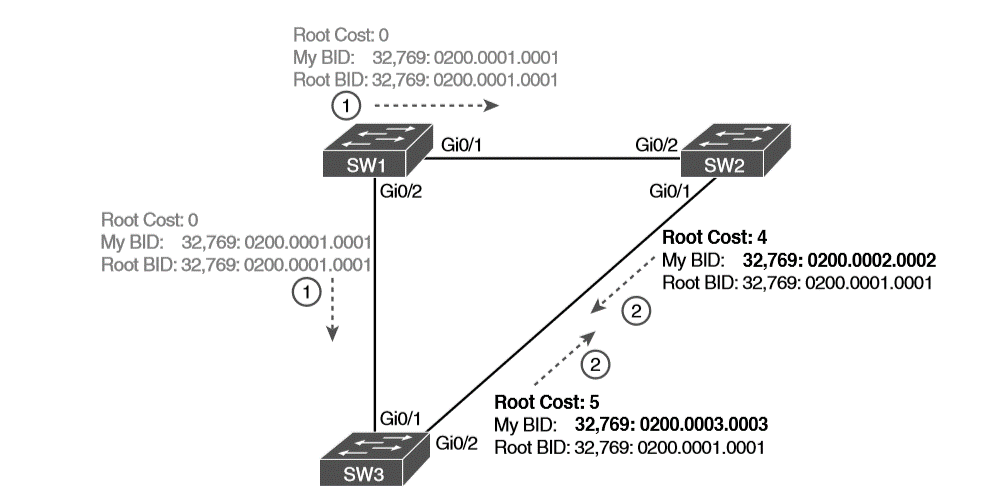 Root Cost: 0
My BID: 32,769: 0200.0001.0001
Root BID: 32,769: 0200.0001.0001
1
SW1
Gi0/1
Gi0/2
SW2
Gi0/2
Gi0/1
Root Cost: 0
My BID: 32,769: 0200.0001.0001
Root BID: 32,769: 0200.0001.0001
1
Root Cost: 4
My BID: 32,769: 0200.0002.0002
Root BID: 32,769: 0200.0001.0001
2
2
Root Cost: 5
My BID: 32,769: 0200.0003.0003
Root BID: 32,769: 0200.0001.0001
Gi0/1
Gi0/2
SW3